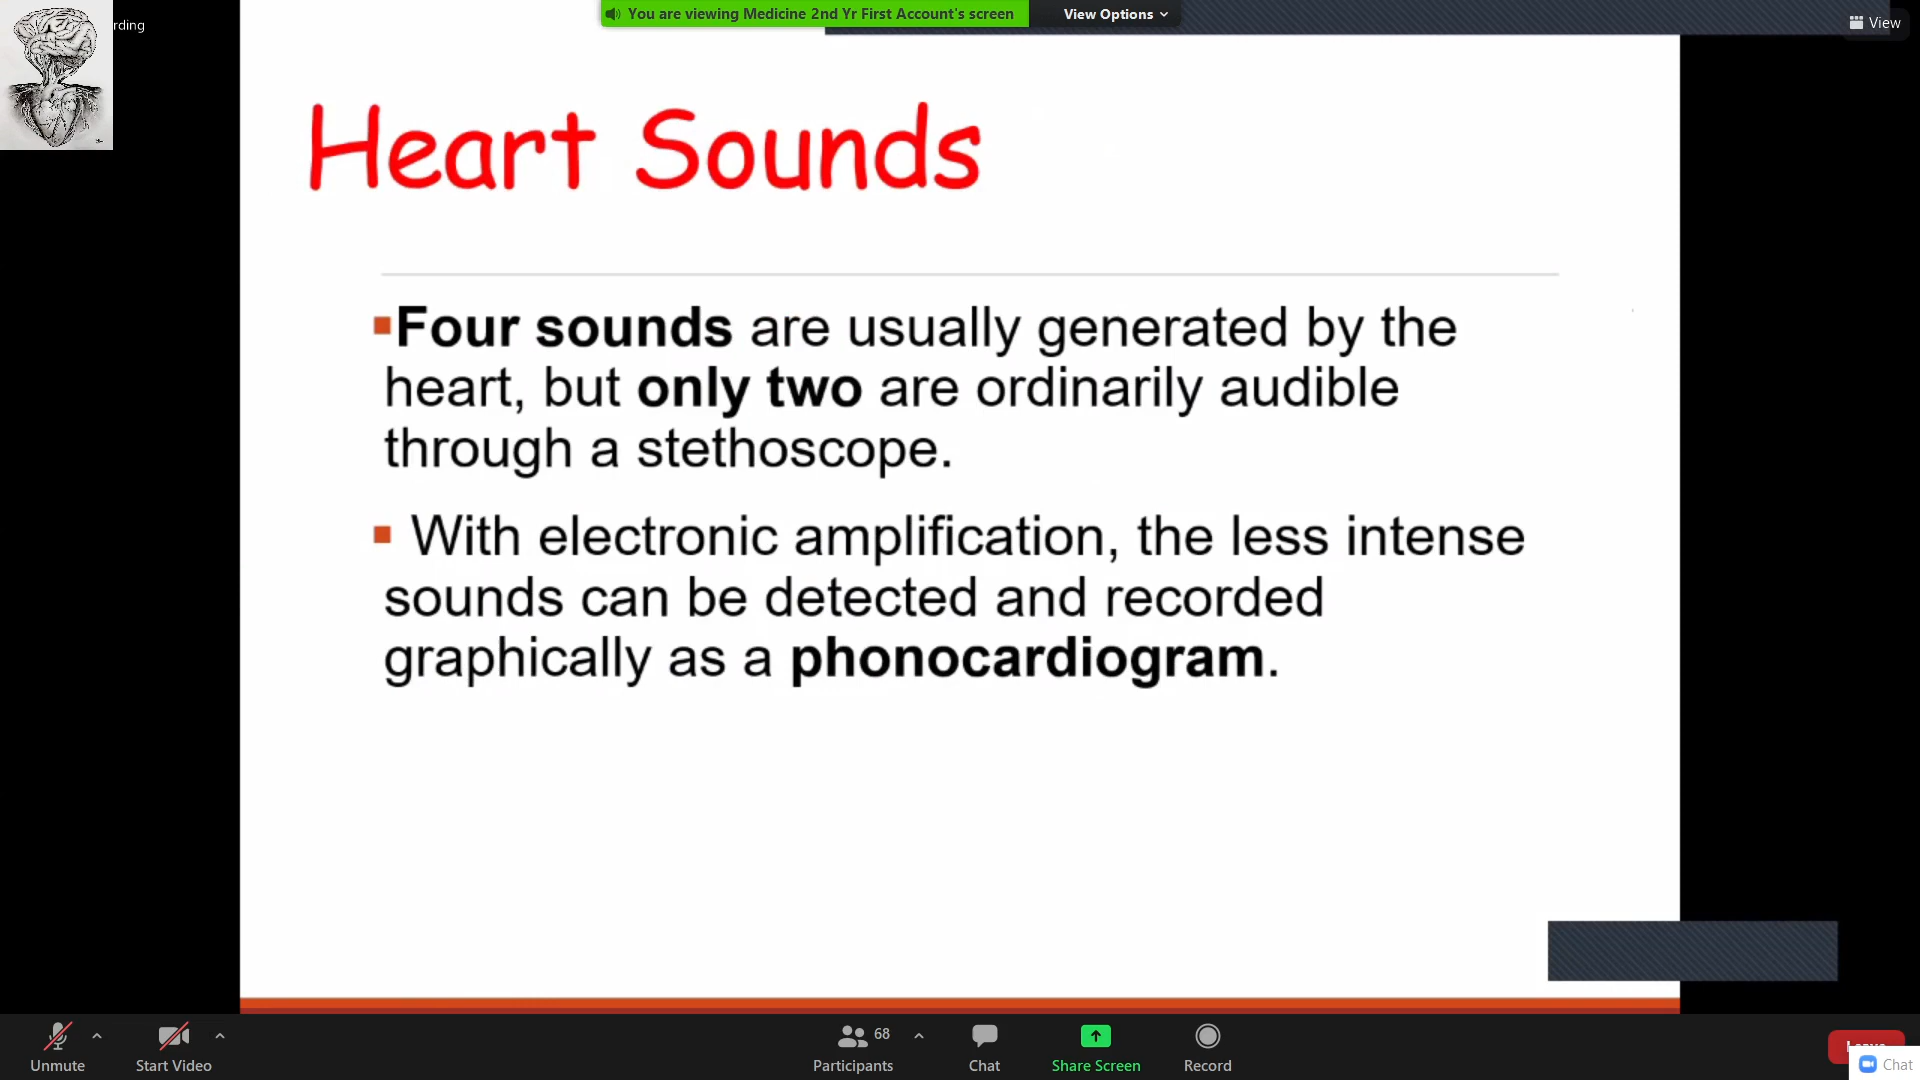 rding
You are viewing Medicine 2nd Yr First Account's screen
View Options
View
Heart Sounds
Four sounds are usually generated by the
heart, but only two are ordinarily audible
through a stethoscope.
With electronic amplification, the less intense
sounds can be detected and recorded
graphically as a phonocardiogram.
68
Unmute
Start Video
Participants
Chat
Share Screen
Record
Chat